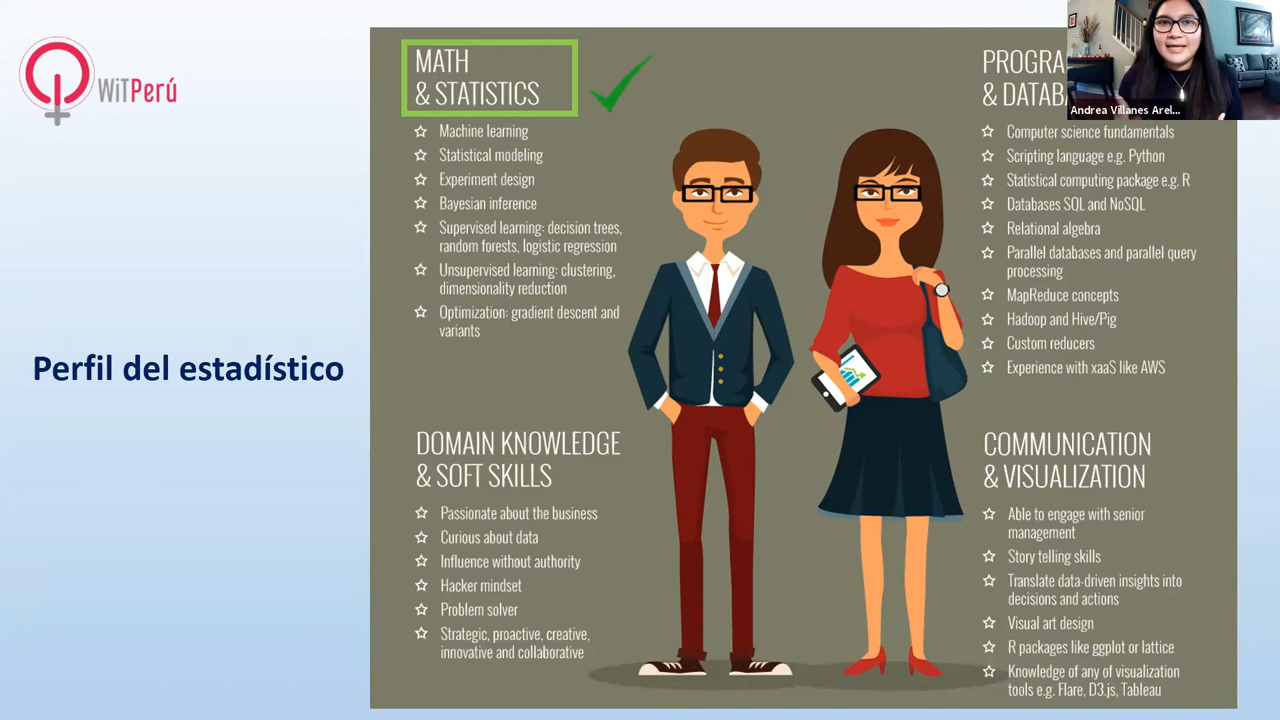 WiTPerú
Perfil del estadístico
MATH
& STATISTICS
Machine learning
Statistical modeling
Experiment design
Bayesian inference
Supervised learning: decision trees,
random forests, logistic regression
Unsupervised learning: clustering,
dimensionality reduction
Optimization: gradient descent and
variants
DOMAIN KNOWLEDGE
& SOFT SKILLS
Passionate about the business
Curious about data
Influence without authority
Hacker mindset
Problem solver
Strategic, proactive, creative,
innovative and collaborative
PROGRA
& DATAB
Computer science fundamentals
Scripting language e.g. Python
Statistical computing package e.g. R
Databases SQL and NoSQL
Relational algebra
Parallel databases and parallel query
processing
MapReduce concepts
Hadoop and Hive/Pig
Custom reducers
Experience with xaaS like AWS
COMMUNICATION
& VISUALIZATION
Able to engage with senior
management
Story telling skills
Translate data-driven insights into
decisions and actions
Visual art design
R packages like ggplot or lattice
Knowledge of any of visualization
tools e.g. Flare, D3.js, Tableau
Andrea Villanes Arel...